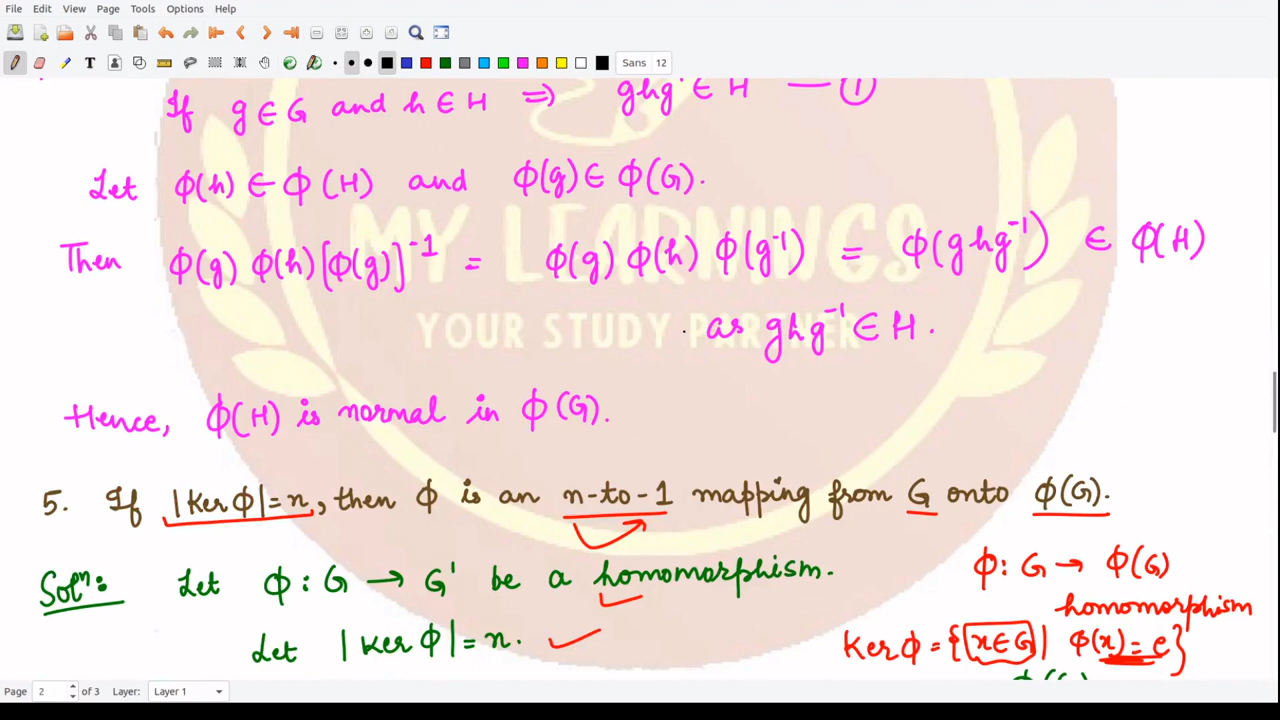 File Edit View Page Tools Options Help
Sans 12
If g ∈ G and h ∈ H ⇒ ghg⁻¹ ∈ H — ①
Let ϕ(h) ∈ ϕ(H) and ϕ(g) ∈ ϕ(G).
Then ϕ(g) ϕ(h) [ϕ(g)]⁻¹ = ϕ(g) ϕ(h) ϕ(g⁻¹) = ϕ(ghg⁻¹) ∈ ϕ(H)
as ghg⁻¹ ∈ H.
Hence, ϕ(H) is normal in ϕ(G).
5. If |Ker ϕ| = n, then ϕ is an n-to-1 mapping from G onto ϕ(G).
Solⁿ: Let ϕ : G → G' be a homomorphism.
Let |Ker ϕ| = n.
ϕ : G → ϕ(G)
homomorphism
Ker ϕ = {x ∈ G | ϕ(x) = e}
MY LEARNINGS
YOUR STUDY PARTNER
Page 2 of 3 Layer: Layer 1